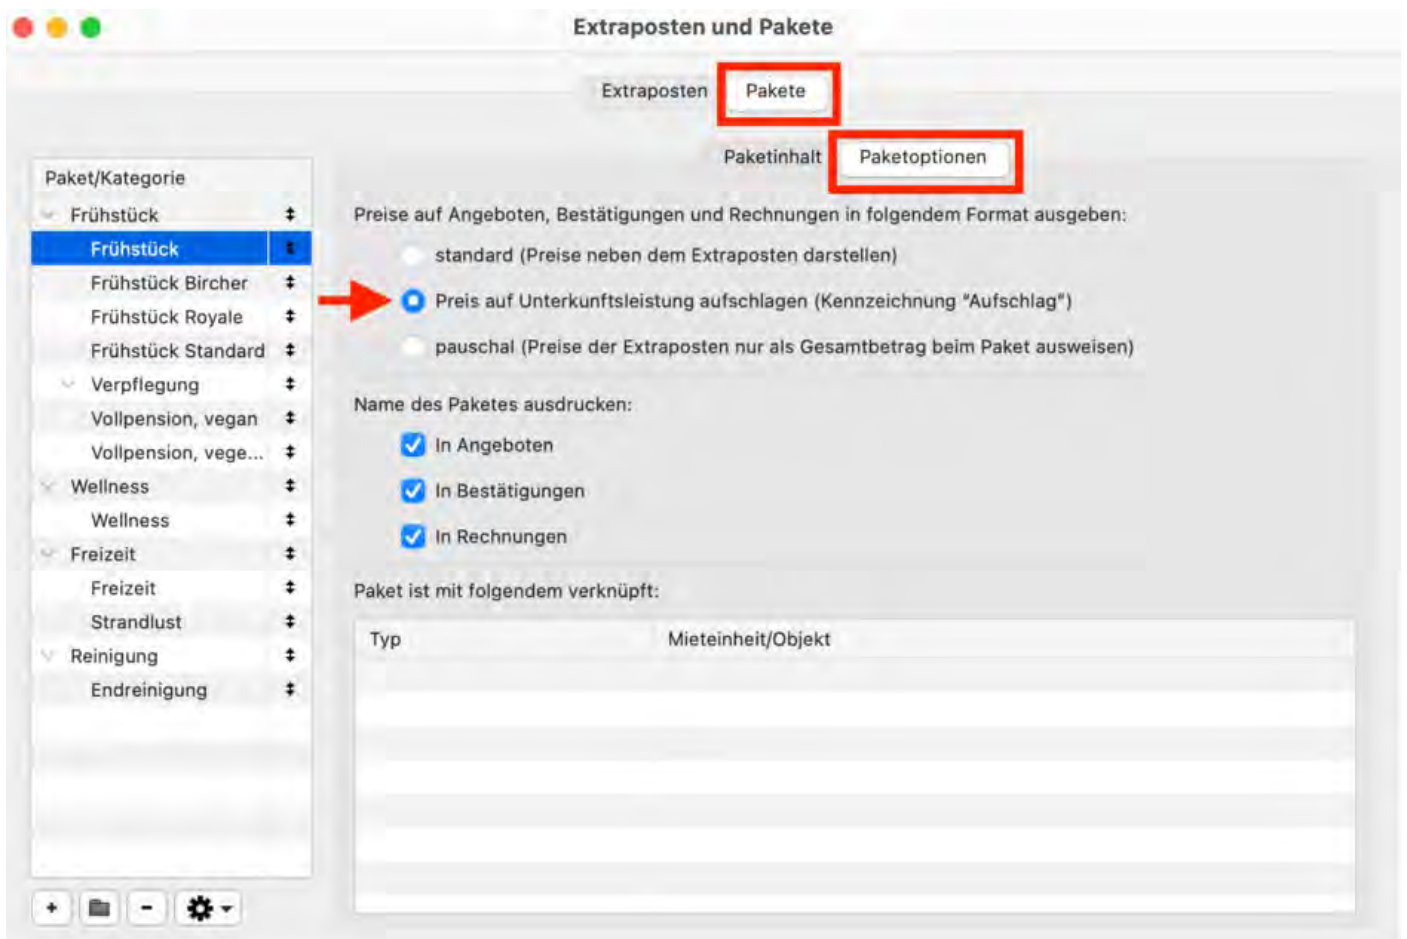 Extraposten und Pakete
Extraposten Pakete
Paketinhalt Paketoptionen
Paket/Kategorie
Frühstück
Frühstück
Frühstück Bircher
Frühstück Royale
Frühstück Standard
Verpflegung
Vollpension, vegan
Vollpension, vege...
Wellness
Wellness
Freizeit
Freizeit
Strandlust
Reinigung
Endreinigung
Preise auf Angeboten, Bestätigungen und Rechnungen in folgendem Format ausgeben:
standard (Preise neben dem Extraposten darstellen)
Preis auf Unterkunftsleistung aufschlagen (Kennzeichnung "Aufschlag")
pauschal (Preise der Extraposten nur als Gesamtbetrag beim Paket ausweisen)
Name des Paketes ausdrucken:
In Angeboten
In Bestätigungen
In Rechnungen
Paket ist mit folgendem verknüpft:
Typ Mieteinheit/Objekt